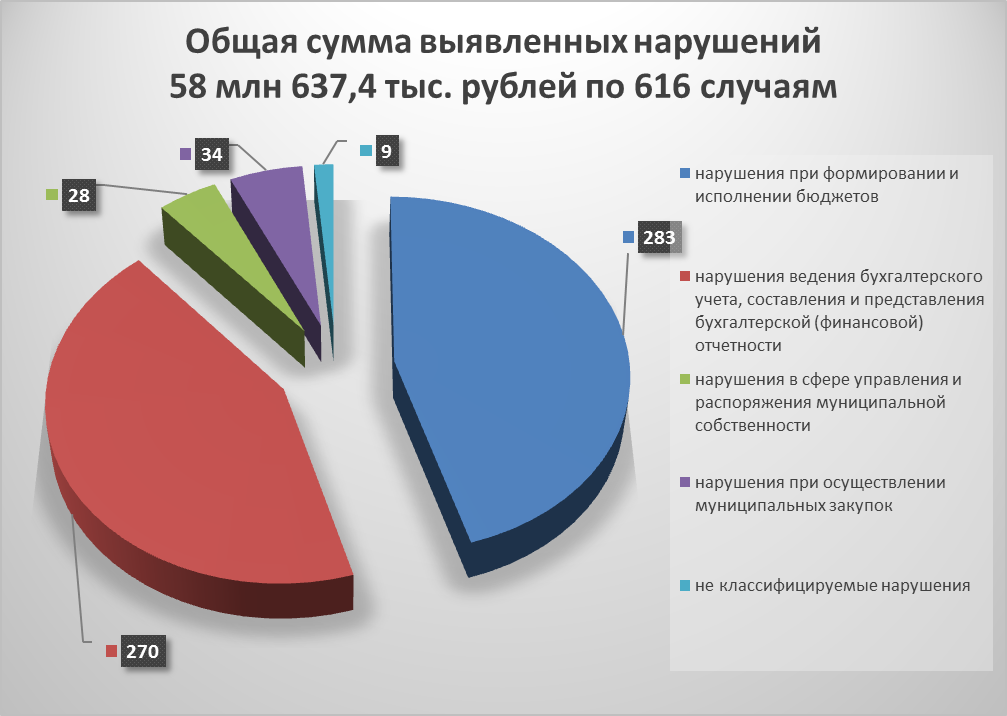 Общая сумма выявленных нарушений
58 млн 637,4 тыс. рублей по 616 случаям
34
9
28
283
270
нарушения при формировании и
исполнении бюджетов
нарушения ведения бухгалтерского
учета, составления и представления
бухгалтерской (финансовой)
отчетности
нарушения в сфере управления и
распоряжения муниципальной
собственности
нарушения при осуществлении
муниципальных закупок
не классифицируемые нарушения